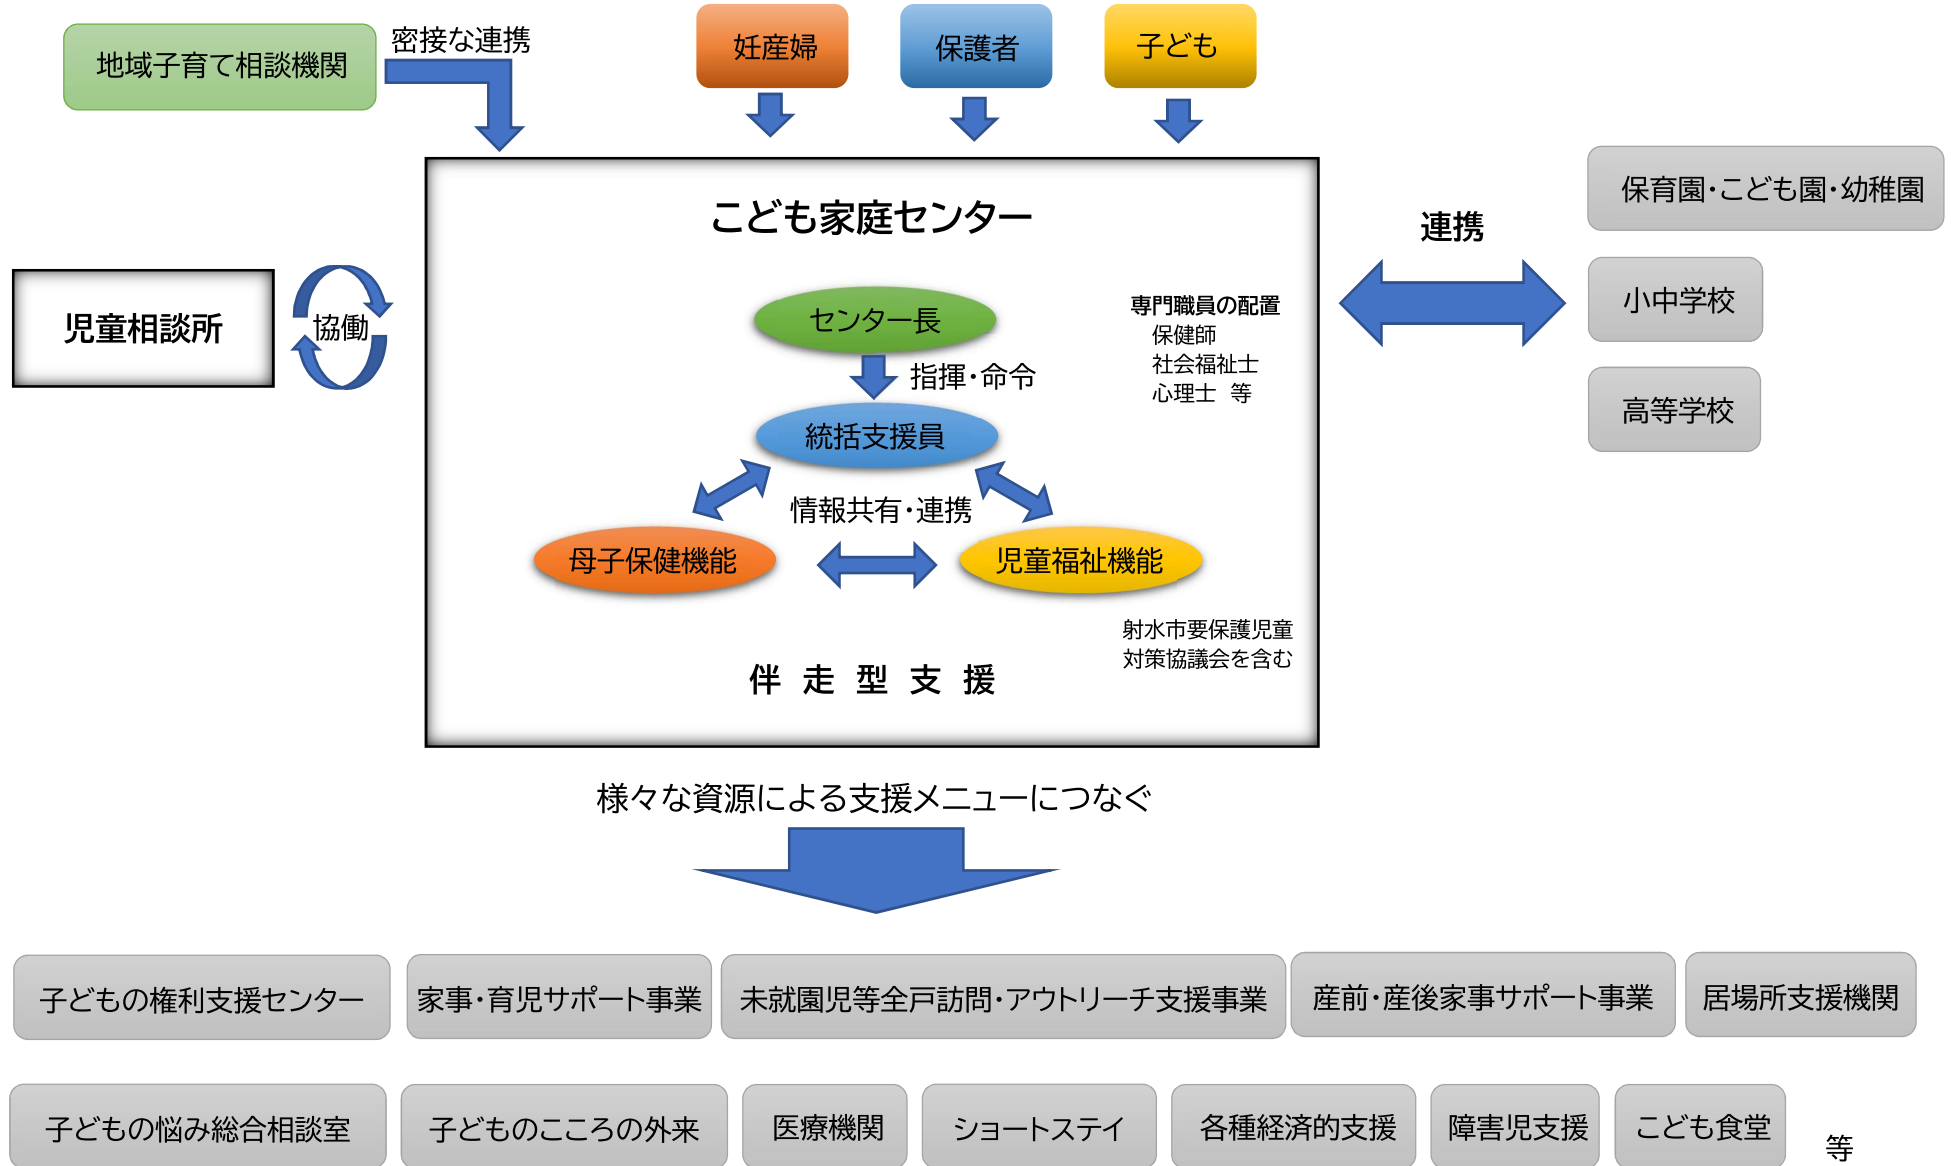 地域子育て相談機関
密接な連携
妊産婦
保護者
子ども
こども家庭センター
児童相談所
協働
センター長
指揮・命令
統括支援員
情報共有・連携
母子保健機能
児童福祉機能
専門職員の配置
保健師
社会福祉士
心理士 等
射水市要保護児童
対策協議会を含む
伴走型支援
連携
保育園・こども園・幼稚園
小中学校
高等学校
様々な資源による支援メニューにつなぐ
子どもの権利支援センター
家事・育児サポート事業
未就園児等全戸訪問・アウトリーチ支援事業
産前・産後家事サポート事業
居場所支援機関
子どもの悩み総合相談室
子どものこころの外来
医療機関
ショートステイ
各種経済的支援
障害児支援
こども食堂
等